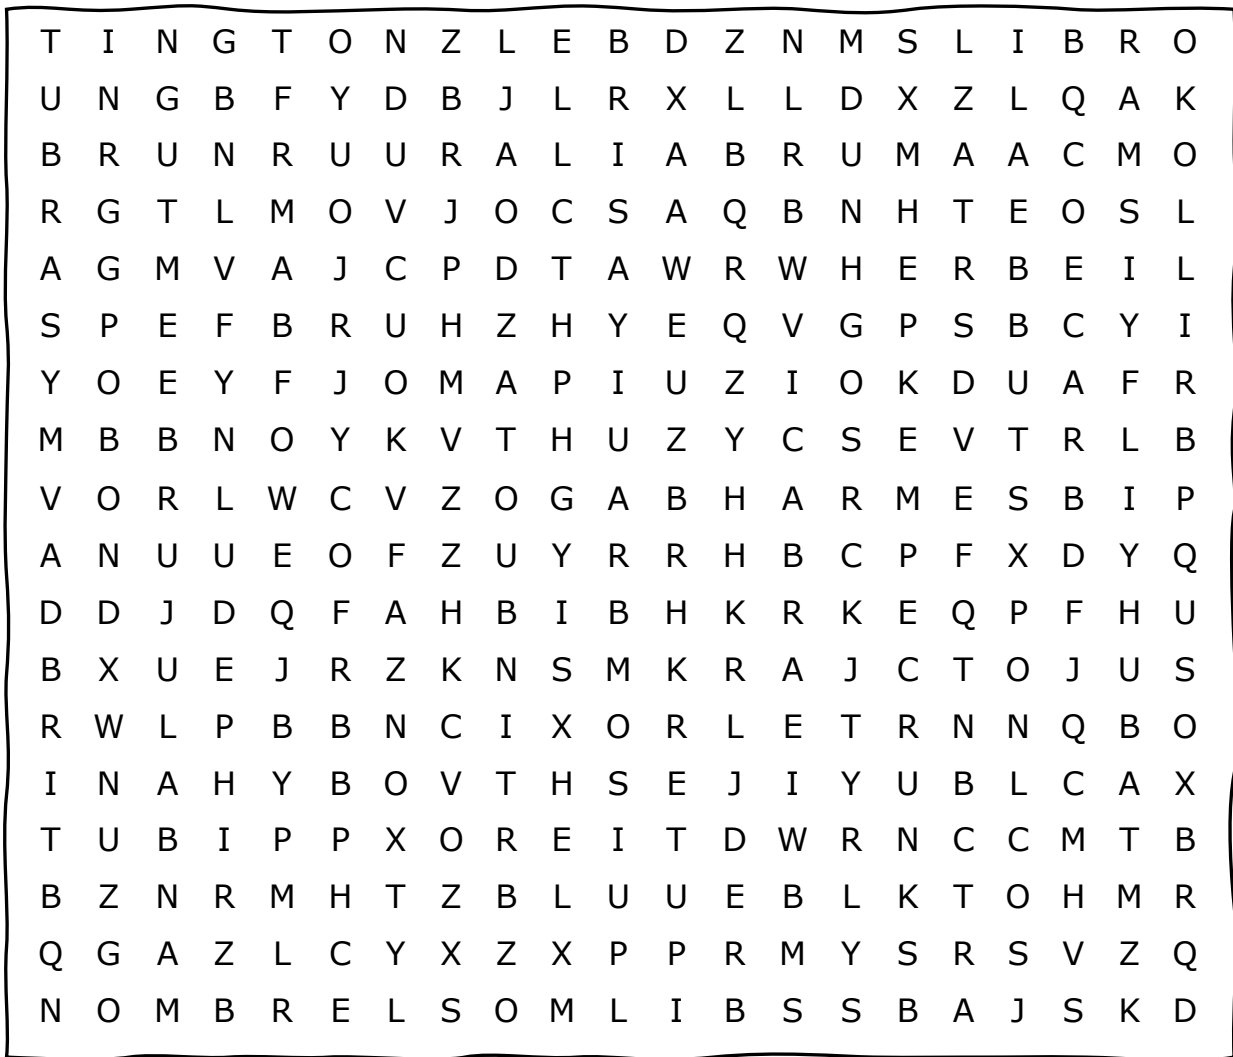 T I N G T O N Z L E B D Z N M S L I B R O
U N G B F Y D B J L R X L L D X Z L Q A K
B R U N R U U R A L I A B R U M A A C M O
R G T L M O V J O C S A Q B N H T E O S L
A G M V A J C P D T A W R W H E R B E I L
S P E F B R U H Z H Y E Q V G P S B C Y I
Y O E Y F J O M A P I U Z I O K D U A F R
M B B N O Y K V T H U Z Y C S E V T R L B
V O R L W C V Z O G A B H A R M E S B I P
A N U U E O F Z U Y R R H B C P F X D Y Q
D D J D Q F A H B I B H K R K E Q P F H U
B X U E J R Z K N S M K R A J C T O J U S
R W L P B B N C I X O R L E T R N N Q B O
I N A H Y B O V T H S E J I Y U B L C A X
T U B I P P X O R E I T D W R N C C M T B
B Z N R M H T Z B L U U E B L K T O H M R
Q G A Z L C Y X Z X P P R M Y S R S V Z Q
N O M B R E L S O M L I B S S B A J S K D